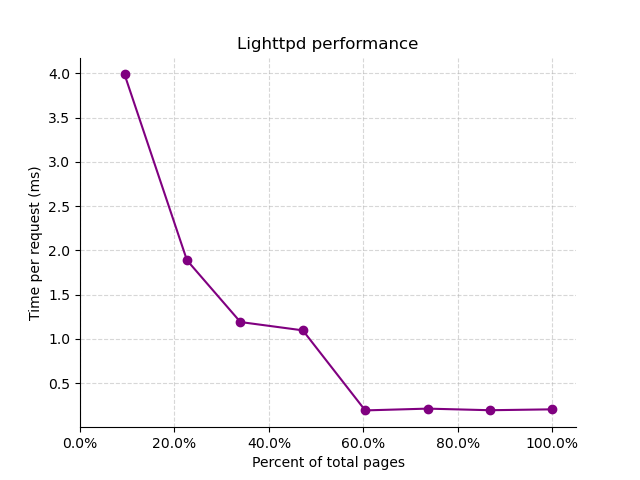 Lighttpd performance
Time per request (ms)
4.0
3.5
3.0
2.5
2.0
1.5
1.0
0.5
0.0% 20.0% 40.0% 60.0% 80.0% 100.0%
Percent of total pages